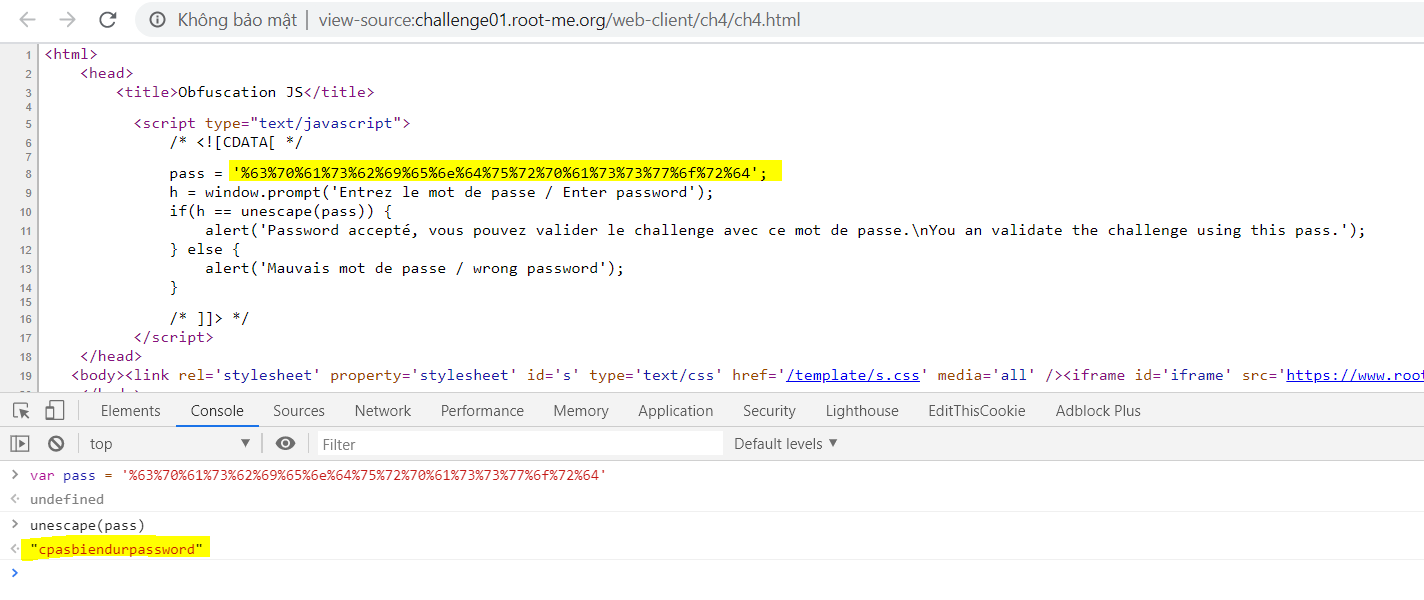 Không bảo mật | view-source:challenge01.root-me.org/web-client/ch4/ch4.html
1 <html>
2 <head>
3 <title>Obfuscation JS</title>
4
5 <script type="text/javascript">
6 /* <![CDATA[ */
7
8 pass = '%63%70%61%73%62%69%65%6e%64%75%72%70%61%73%73%77%6f%72%64';
9 h = window.prompt('Entrez le mot de passe / Enter password');
10 if(h == unescape(pass)) {
11 alert('Password accepté, vous pouvez valider le challenge avec ce mot de passe.\nYou an validate the challenge using this pass.');
12 } else {
13 alert('Mauvais mot de passe / wrong password');
14 }
15
16 /* ]]> */
17 </script>
18 </head>
19 <body><link rel='stylesheet' property='stylesheet' id='s' type='text/css' href='/template/s.css' media='all' /><iframe id='iframe' src='https://www.root
Elements Console Sources Network Performance Memory Application Security Lighthouse EditThisCookie Adblock Plus
top Filter Default levels
> var pass = '%63%70%61%73%62%69%65%6e%64%75%72%70%61%73%73%77%6f%72%64'
undefined
> unescape(pass)
"cpasbiendurpassword"
>